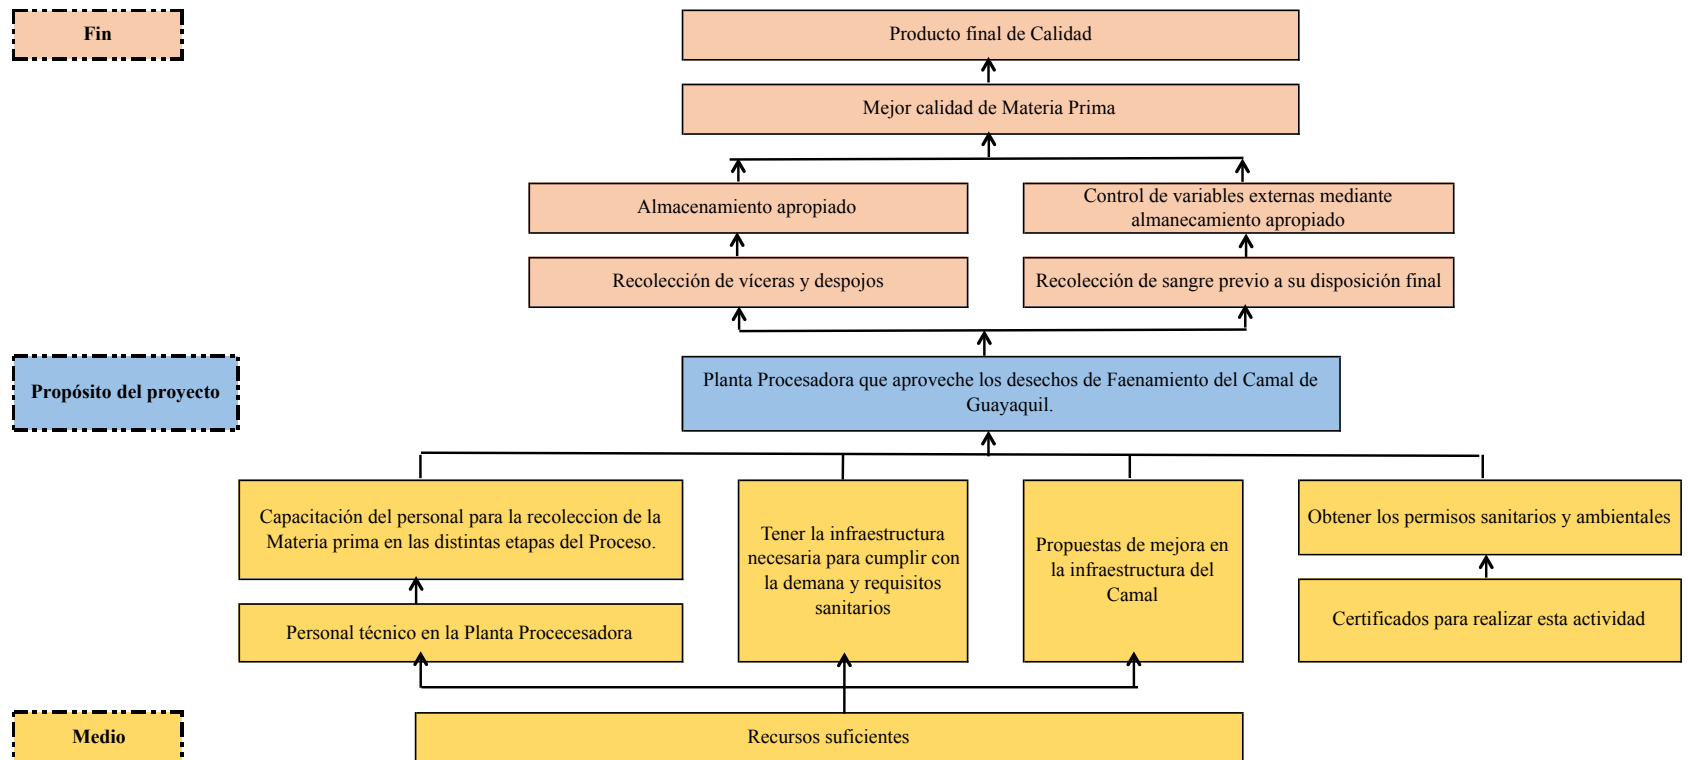 Fin
Producto final de Calidad
Mejor calidad de Materia Prima
Almacenamiento apropiado
Control de variables externas mediante
almanecamiento apropiado
Recolección de víceras y despojos
Recolección de sangre previo a su disposición final
Propósito del proyecto
Planta Procesadora que aproveche los desechos de Faenamiento del Camal de
Guayaquil.
Capacitación del personal para la recoleccion de la
Materia prima en las distintas etapas del Proceso.
Tener la infraestructura
necesaria para cumplir con
la demana y requisitos
sanitarios
Propuestas de mejora en
la infraestructura del
Camal
Obtener los permisos sanitarios y ambientales
Personal técnico en la Planta Procecesadora
Certificados para realizar esta actividad
Medio
Recursos suficientes